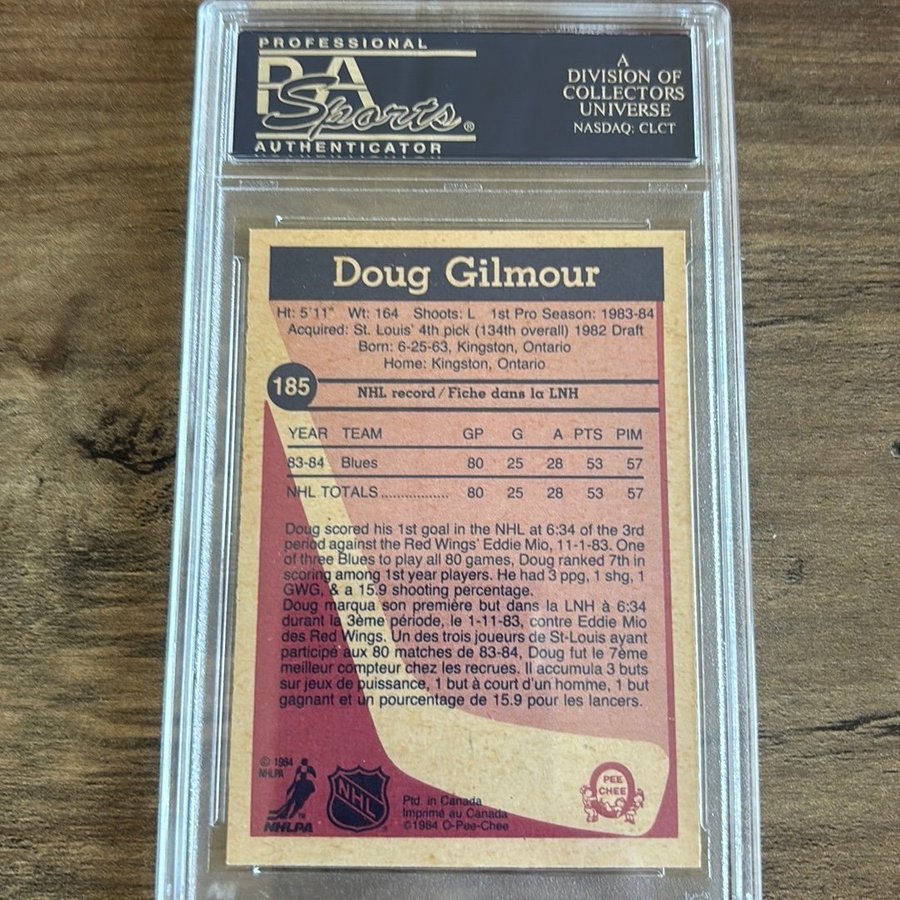 PROFESSIONAL
PSA
Sports®
AUTHENTICATOR
A
DIVISION OF
COLLECTORS
UNIVERSE
NASDAQ: CLCT
Doug Gilmour
Ht: 5'11" Wt: 164 Shoots: L 1st Pro Season: 1983-84
Acquired: St. Louis' 4th pick (134th overall) 1982 Draft
Born: 6-25-63, Kingston, Ontario
Home: Kingston, Ontario
185
NHL record/Fiche dans la LNH
YEAR TEAM GP G A PTS PIM
83-84 Blues 80 25 28 53 57
NHL TOTALS.................. 80 25 28 53 57
Doug scored his 1st goal in the NHL at 6:34 of the 3rd
period against the Red Wings' Eddie Mio, 11-1-83. One
of three Blues to play all 80 games, Doug ranked 7th in
scoring among 1st year players. He had 3 ppg, 1 shg, 1
GWG, & a 15.9 shooting percentage.
Doug marqua son première but dans la LNH à 6:34
durant la 3ème période, le 1-11-83, contre Eddie Mio
des Red Wings. Un des trois joueurs de St-Louis ayant
participé aux 80 matches de 83-84, Doug fut le 7ème
meilleur compteur chez les recrues. Il accumula 3 buts
sur jeux de puissance, 1 but à court d'un homme, 1 but
gagnant et un pourcentage de 15.9 pour les lancers.
© 1984
NHLPA
NHLPA
NHL
Ptd. in Canada
Imprimé au Canada
©1984 O-Pee-Chee
PEE
CHEE